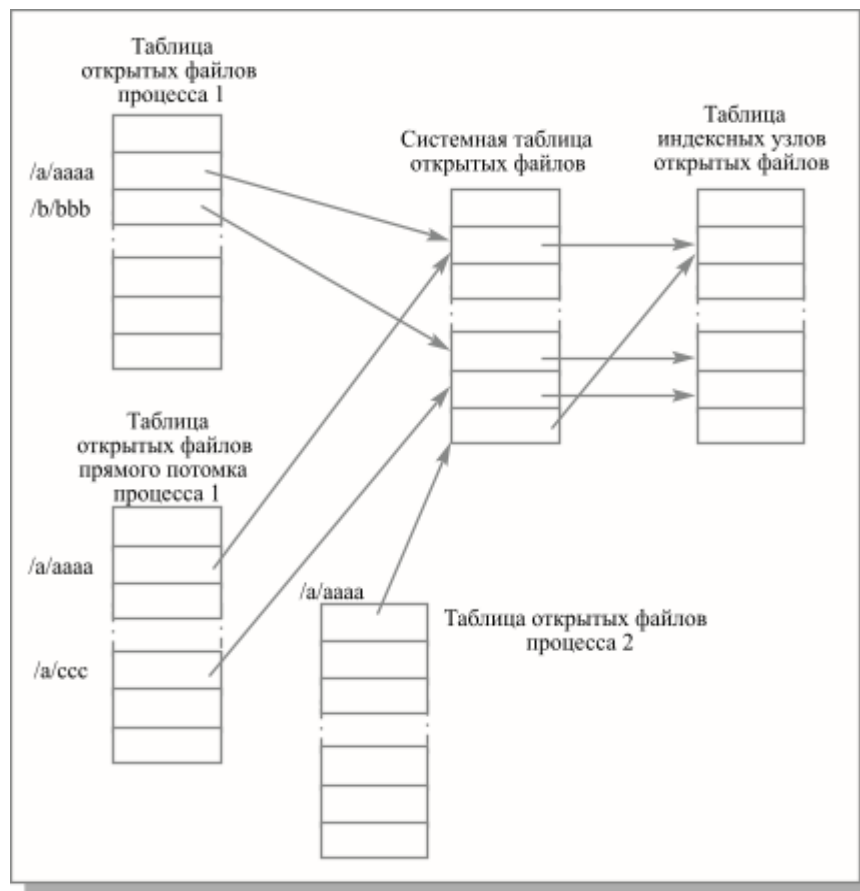 Таблица
открытых файлов
процесса 1
/a/aaaa
/b/bbb
Системная таблица
открытых файлов
Таблица
индексных узлов
открытых файлов
Таблица
открытых файлов
прямого потомка
процесса 1
/a/aaaa
/a/ccc
/a/aaaa
Таблица открытых файлов
процесса 2